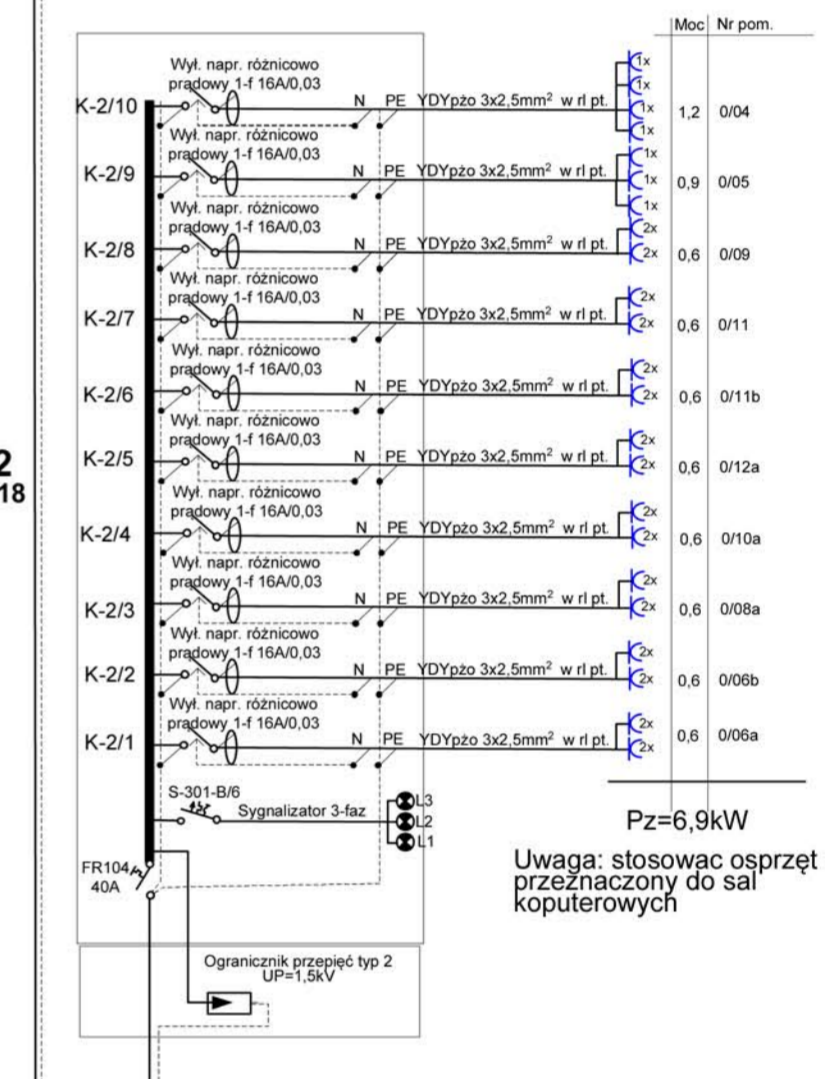 Moc Nr pom.
Wył. napr. różnicowo
prądowy 1-f 16A/0,03
K-2/10 N PE YDYpżo 3x2,5mm² w rl pt. 1x 1x 1x 1x 1,2 0/04
Wył. napr. różnicowo
prądowy 1-f 16A/0,03
K-2/9 N PE YDYpżo 3x2,5mm² w rl pt. 1x 1x 1x 0,9 0/05
Wył. napr. różnicowo
prądowy 1-f 16A/0,03
K-2/8 N PE YDYpżo 3x2,5mm² w rl pt. 2x 2x 0,6 0/09
Wył. napr. różnicowo
prądowy 1-f 16A/0,03
K-2/7 N PE YDYpżo 3x2,5mm² w rl pt. 2x 2x 0,6 0/11
Wył. napr. różnicowo
prądowy 1-f 16A/0,03
K-2/6 N PE YDYpżo 3x2,5mm² w rl pt. 2x 2x 0,6 0/11b
Wył. napr. różnicowo
prądowy 1-f 16A/0,03
K-2/5 N PE YDYpżo 3x2,5mm² w rl pt. 2x 2x 0,6 0/12a
2
18
Wył. napr. różnicowo
prądowy 1-f 16A/0,03
K-2/4 N PE YDYpżo 3x2,5mm² w rl pt. 2x 2x 0,6 0/10a
Wył. napr. różnicowo
prądowy 1-f 16A/0,03
K-2/3 N PE YDYpżo 3x2,5mm² w rl pt. 2x 2x 0,6 0/08a
Wył. napr. różnicowo
prądowy 1-f 16A/0,03
K-2/2 N PE YDYpżo 3x2,5mm² w rl pt. 2x 2x 0,6 0/06b
Wył. napr. różnicowo
prądowy 1-f 16A/0,03
K-2/1 N PE YDYpżo 3x2,5mm² w rl pt. 2x 2x 0,6 0/06a
S-301-B/6
Sygnalizator 3-faz
L3
L2
L1
Pz=6,9kW
FR104
40A
Uwaga: stosowac osprzęt
przeznaczony do sal
koputerowych
Ogranicznik przepięć typ 2
UP=1,5kV